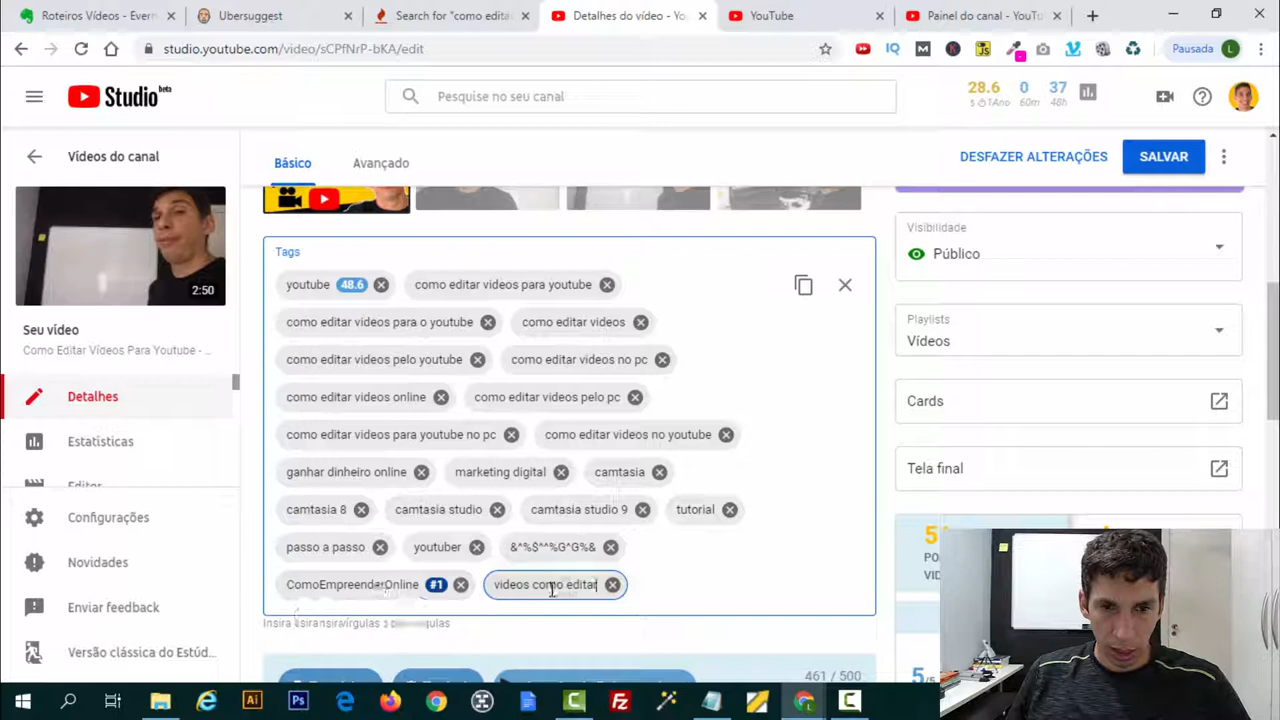 Roteiros Vídeos - Evern
Ubersuggest
Search for "como editar
Detalhes do vídeo - Yo
YouTube
Painel do canal - YouTu
studio.youtube.com/video/sCPfNrP-bKA/edit
Pausada L
Studio beta
Pesquise no seu canal
28.6 0 37
TAno 60m 48h
Vídeos do canal
Básico Avançado
DESFAZER ALTERAÇÕES SALVAR
2:50
Seu vídeo
Como Editar Vídeos Para Youtube - ...
Detalhes
Estatísticas
Editor
Configurações
Novidades
Enviar feedback
Versão clássica do Estúd...
Tags
youtube 48.6 como editar videos para youtube
como editar videos para o youtube como editar videos
como editar videos pelo youtube como editar videos no pc
como editar videos online como editar videos pelo pc
como editar videos para youtube no pc como editar videos no youtube
ganhar dinheiro online marketing digital camtasia
camtasia 8 camtasia studio camtasia studio 9 tutorial
passo a passo youtuber &^%$^^%G^G%&
ComoEmpreenderOnline #1 videos como editar
461 / 500
Visibilidade
Público
Playlists
Vídeos
Cards
Tela final